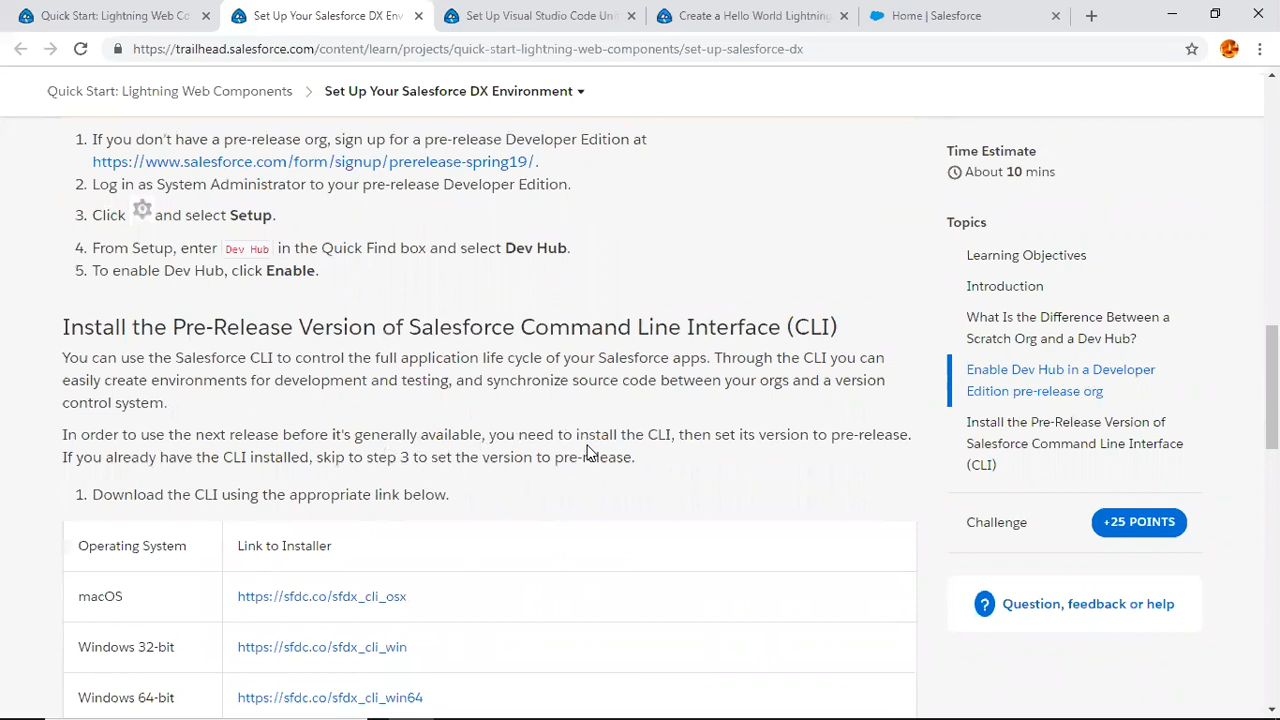 Quick Start: Lightning Web Co
Set Up Your Salesforce DX Env
Set Up Visual Studio Code Uni
Create a Hello World Lightning
Home | Salesforce
https://trailhead.salesforce.com/content/learn/projects/quick-start-lightning-web-components/set-up-salesforce-dx
Quick Start: Lightning Web Components
Set Up Your Salesforce DX Environment
1. If you don't have a pre-release org, sign up for a pre-release Developer Edition at
https://www.salesforce.com/form/signup/prerelease-spring19/.
2. Log in as System Administrator to your pre-release Developer Edition.
3. Click and select Setup.
4. From Setup, enter Dev Hub in the Quick Find box and select Dev Hub.
5. To enable Dev Hub, click Enable.
Install the Pre-Release Version of Salesforce Command Line Interface (CLI)
You can use the Salesforce CLI to control the full application life cycle of your Salesforce apps. Through the CLI you can
easily create environments for development and testing, and synchronize source code between your orgs and a version
control system.
In order to use the next release before it's generally available, you need to install the CLI, then set its version to pre-release.
If you already have the CLI installed, skip to step 3 to set the version to pre-release.
1. Download the CLI using the appropriate link below.
Operating System
Link to Installer
macOS
https://sfdc.co/sfdx_cli_osx
Windows 32-bit
https://sfdc.co/sfdx_cli_win
Windows 64-bit
https://sfdc.co/sfdx_cli_win64
Time Estimate
About 10 mins
Topics
Learning Objectives
Introduction
What Is the Difference Between a
Scratch Org and a Dev Hub?
Enable Dev Hub in a Developer
Edition pre-release org
Install the Pre-Release Version of
Salesforce Command Line Interface
(CLI)
Challenge
+25 POINTS
? Question, feedback or help